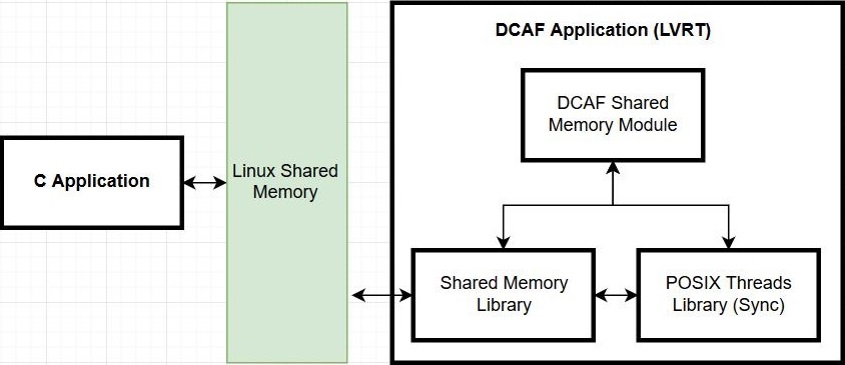 DCAF Application (LVRT)
DCAF Shared
Memory Module
C Application
Linux Shared
Memory
Shared Memory
Library
POSIX Threads
Library (Sync)